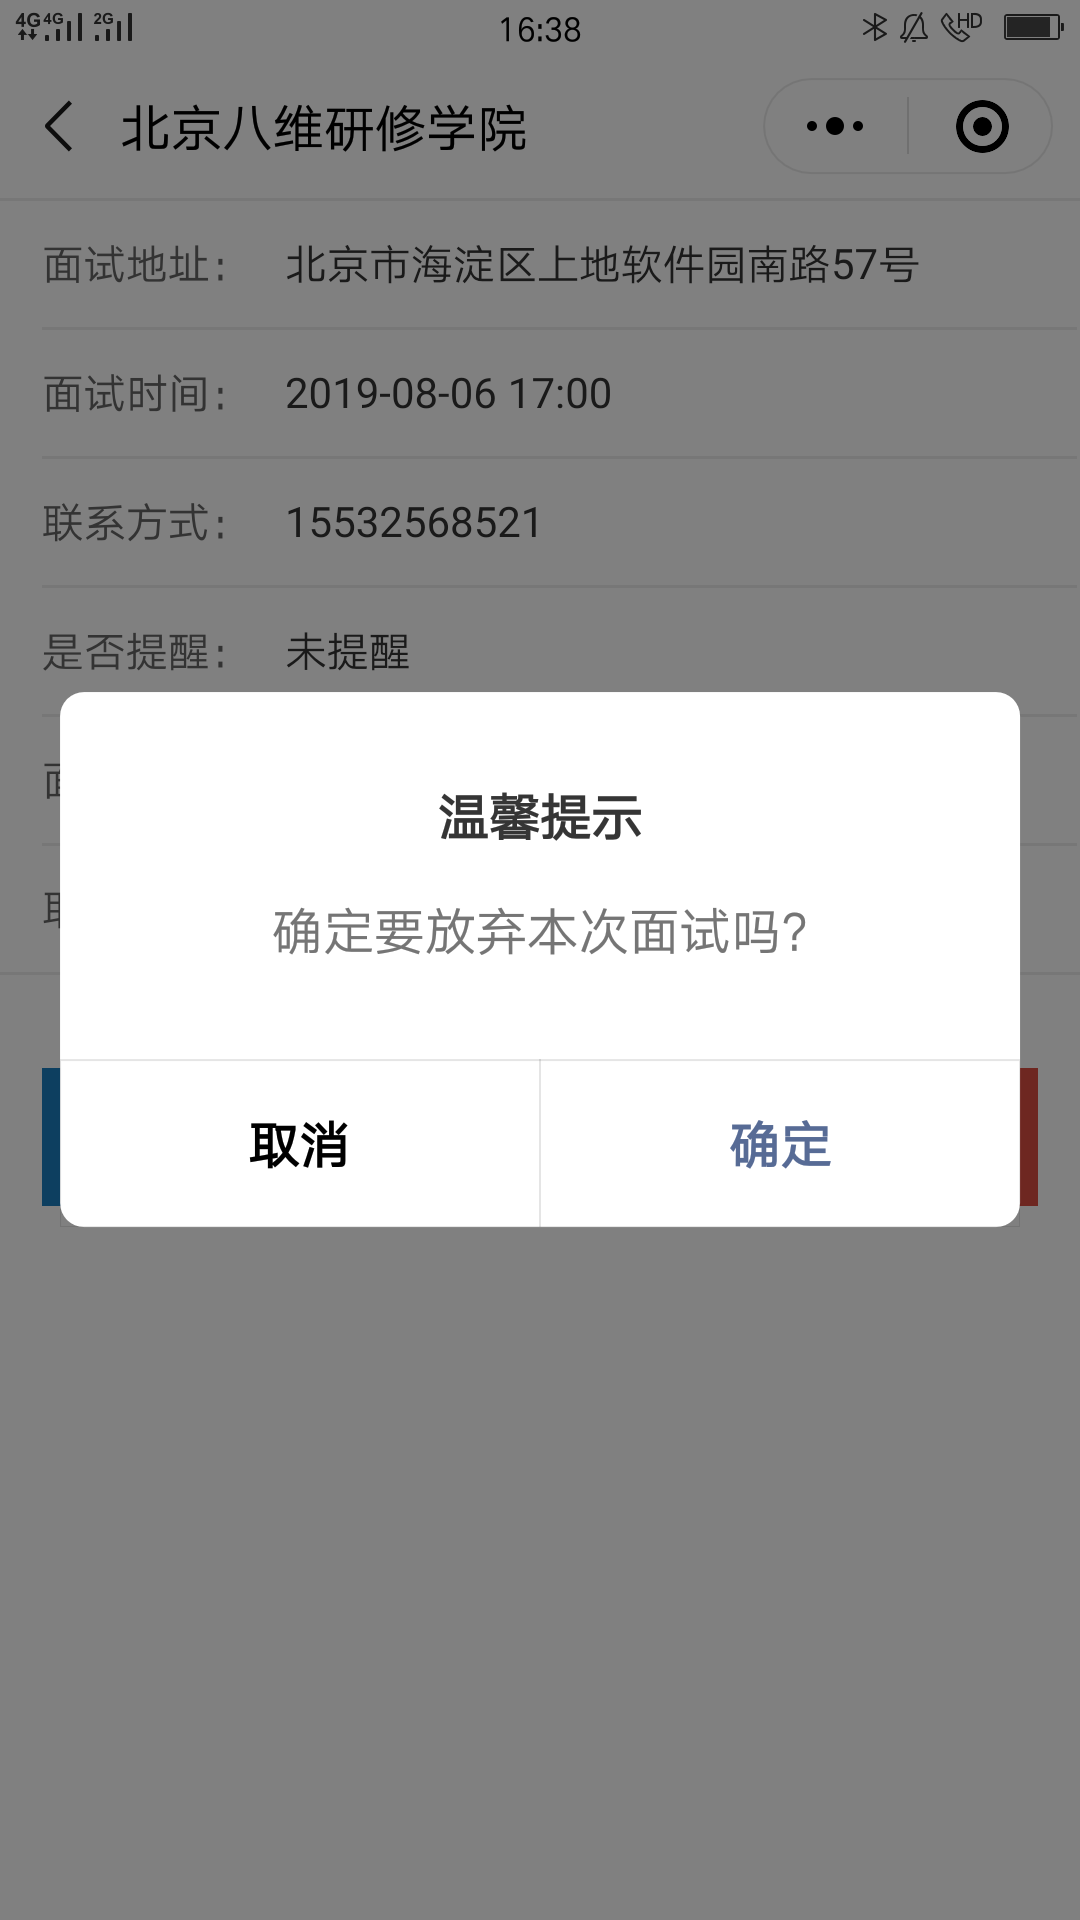 4G 4G 2G 16:38 HD
北京八维研修学院
面试地址: 北京市海淀区上地软件园南路57号
面试时间: 2019-08-06 17:00
联系方式: 15532568521
是否提醒: 未提醒
温馨提示
确定要放弃本次面试吗?
取消 确定